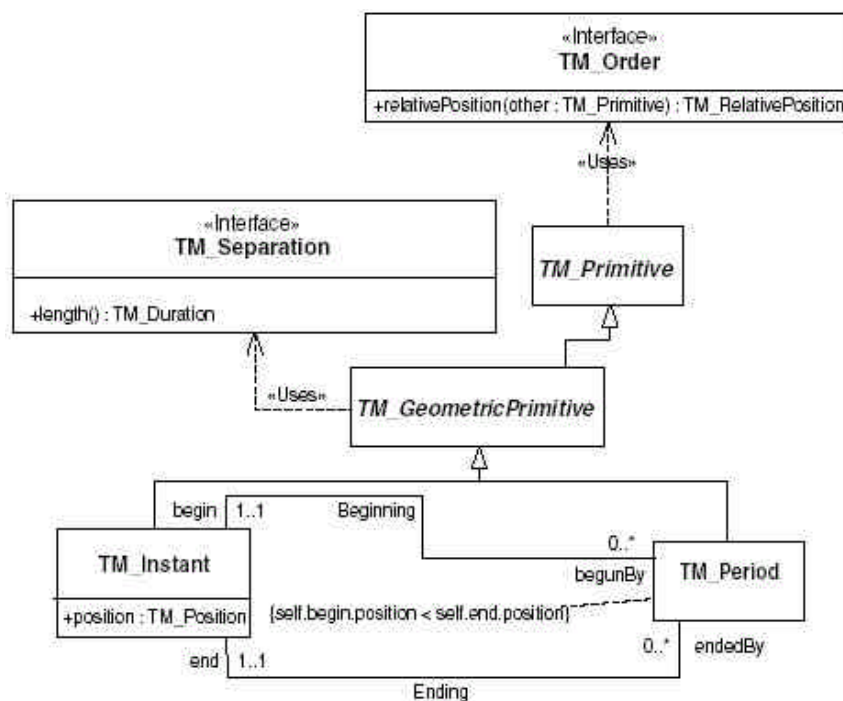 «Interface»
TM_Order
+relativePosition(other : TM_Primitive) : TM_RelativePosition
«Uses»
«Interface»
TM_Separation
+length() : TM_Duration
TM_Primitive
«Uses»
TM_GeometricPrimitive
begin
1..1
Beginning
0..*
begunBy
TM_Instant
+position : TM_Position
{self.begin.position < self.end.position}
TM_Period
end
1..1
Ending
0..*
endedBy